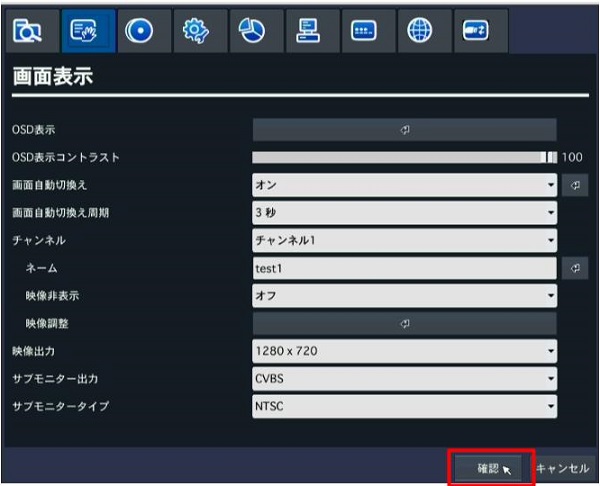 画面表示
OSD表示
OSD表示コントラスト 100
画面自動切換え オン
画面自動切換え周期 3 秒
チャンネル チャンネル1
ネーム test1
映像非表示 オフ
映像調整
映像出力 1280 x 720
サブモニター出力 CVBS
サブモニタータイプ NTSC
確認 キャンセル